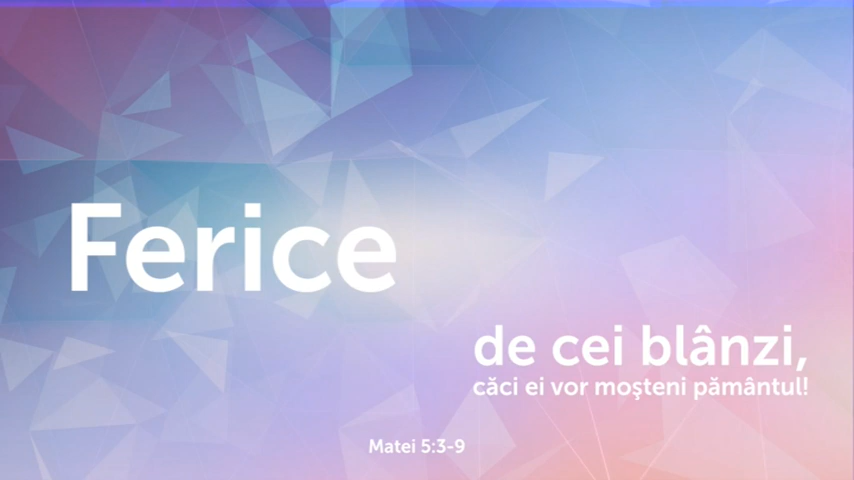 Ferice
de cei blânzi,
căci ei vor moşteni pământul!
Matei 5:3-9